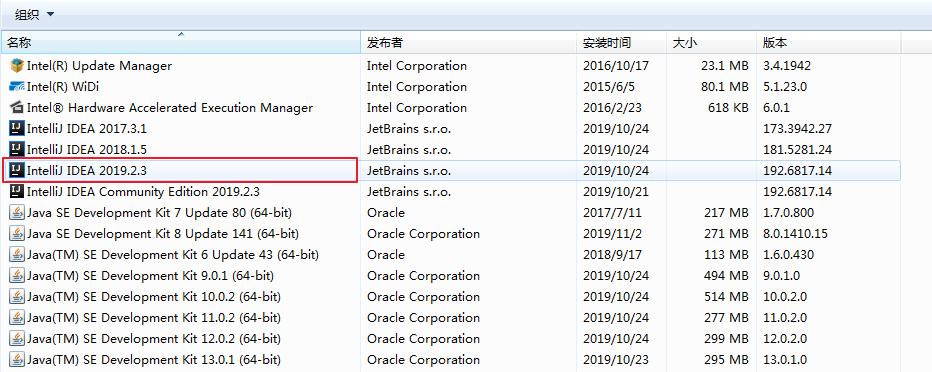 组织
名称 发布者 安装时间 大小 版本
Intel(R) Update Manager Intel Corporation 2016/10/17 23.1 MB 3.4.1942
Intel(R) WiDi Intel Corporation 2015/6/5 80.1 MB 5.1.23.0
Intel® Hardware Accelerated Execution Manager Intel Corporation 2016/2/23 618 KB 6.0.1
IntelliJ IDEA 2017.3.1 JetBrains s.r.o. 2019/10/24 173.3942.27
IntelliJ IDEA 2018.1.5 JetBrains s.r.o. 2019/10/24 181.5281.24
IntelliJ IDEA 2019.2.3 JetBrains s.r.o. 2019/10/24 192.6817.14
IntelliJ IDEA Community Edition 2019.2.3 JetBrains s.r.o. 2019/10/21 192.6817.14
Java SE Development Kit 7 Update 80 (64-bit) Oracle 2017/7/11 217 MB 1.7.0.800
Java SE Development Kit 8 Update 141 (64-bit) Oracle Corporation 2019/11/2 271 MB 8.0.1410.15
Java(TM) SE Development Kit 6 Update 43 (64-bit) Oracle 2018/9/17 113 MB 1.6.0.430
Java(TM) SE Development Kit 9.0.1 (64-bit) Oracle Corporation 2019/10/24 494 MB 9.0.1.0
Java(TM) SE Development Kit 10.0.2 (64-bit) Oracle Corporation 2019/10/24 514 MB 10.0.2.0
Java(TM) SE Development Kit 11.0.2 (64-bit) Oracle Corporation 2019/10/24 277 MB 11.0.2.0
Java(TM) SE Development Kit 12.0.2 (64-bit) Oracle Corporation 2019/10/24 299 MB 12.0.2.0
Java(TM) SE Development Kit 13.0.1 (64-bit) Oracle Corporation 2019/10/23 295 MB 13.0.1.0